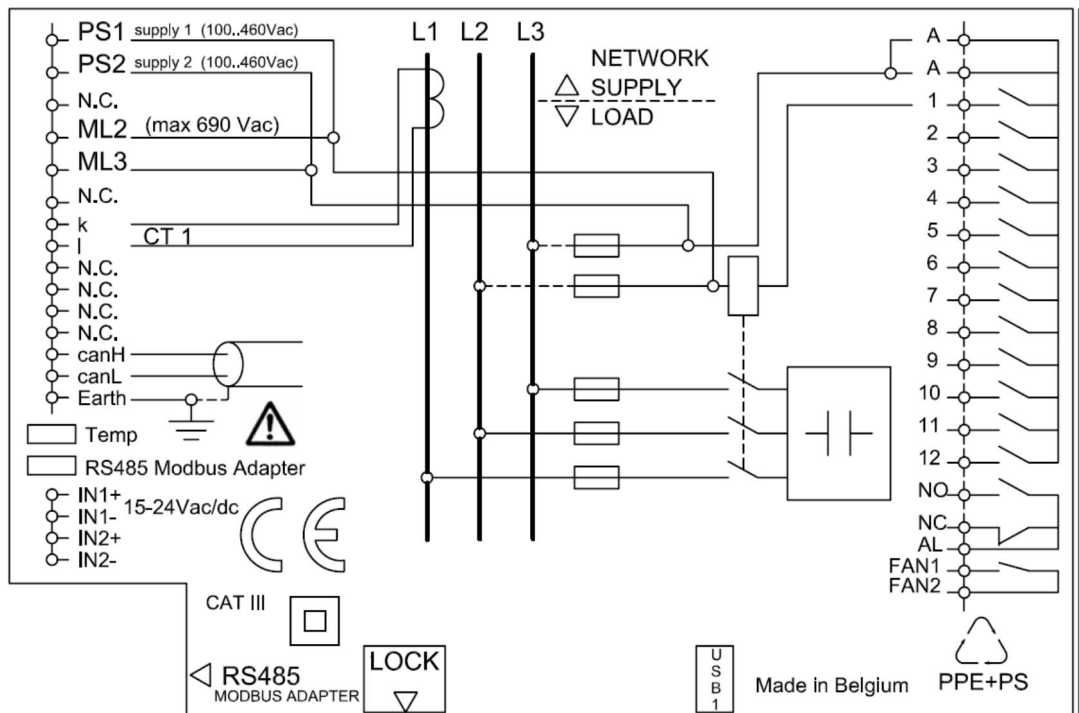 PS1 supply 1 (100..460Vac)
PS2 supply 2 (100..460Vac)
N.C.
ML2 (max 690 Vac)
ML3
N.C.
k
l CT 1
N.C.
N.C.
N.C.
N.C.
canH
canL
Earth
Temp
RS485 Modbus Adapter
IN1+
IN1-
IN2+
IN2-
15-24Vac/dc
CE
CAT III
RS485
MODBUS ADAPTER
LOCK
L1 L2 L3
NETWORK
SUPPLY
LOAD
A
A
1
2
3
4
5
6
7
8
9
10
11
12
NO
NC
AL
FAN1
FAN2
USB1
Made in Belgium
PPE+PS